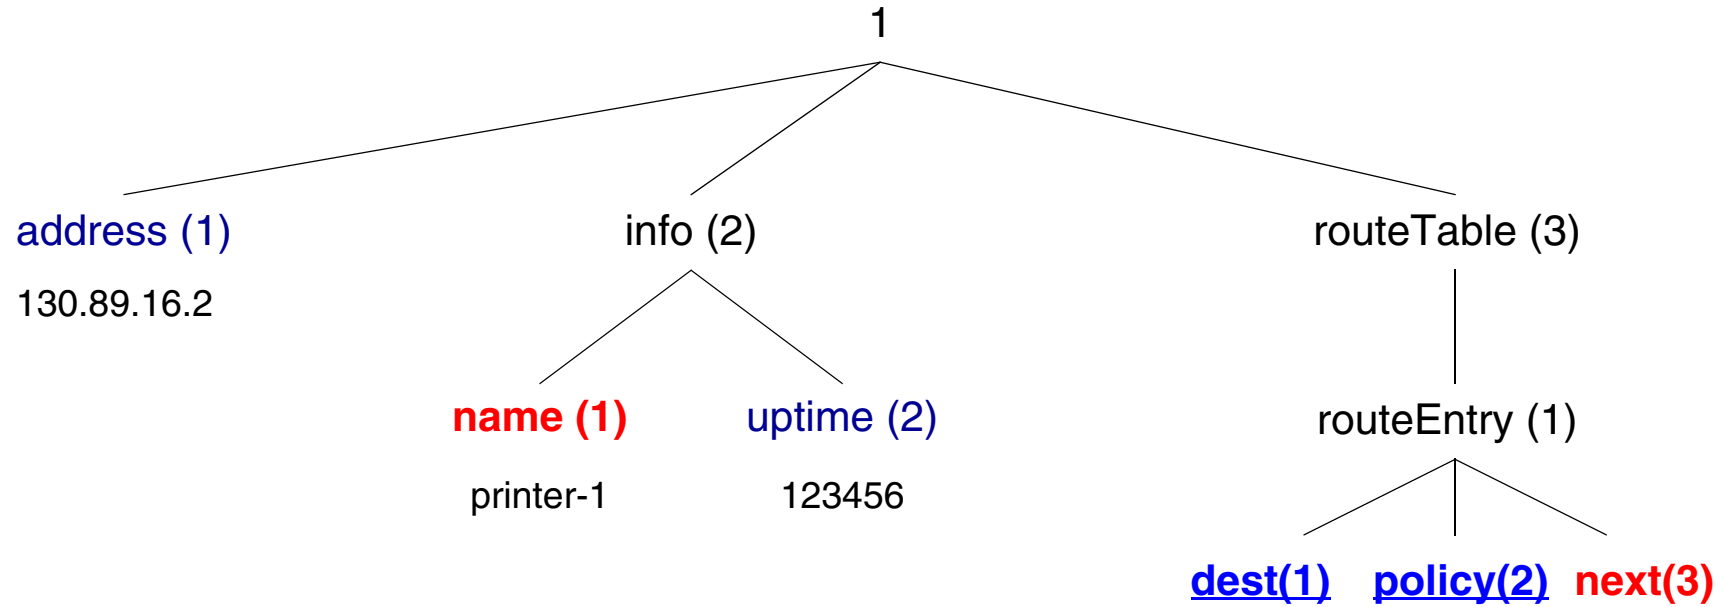 1
address (1)
info (2)
routeTable (3)
130.89.16.2
name (1)
uptime (2)
routeEntry (1)
printer-1
123456
dest(1)
policy(2)
next(3)